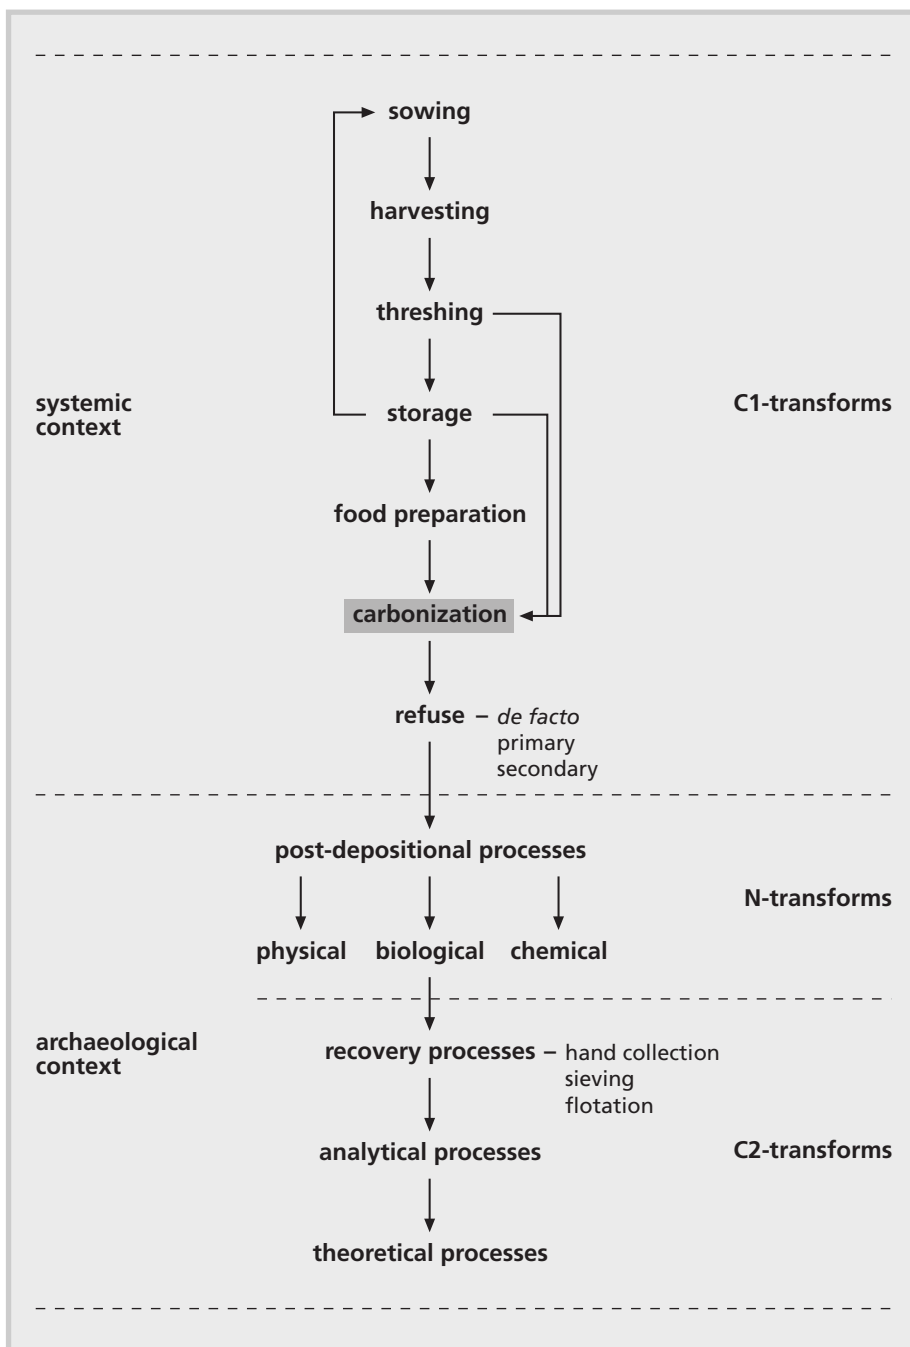 sowing
harvesting
threshing
systemic
context
C1-transforms
storage
food preparation
carbonization
refuse – de facto
primary
secondary
post-depositional processes
N-transforms
physical biological chemical
archaeological
context
recovery processes – hand collection
sieving
flotation
analytical processes
C2-transforms
theoretical processes